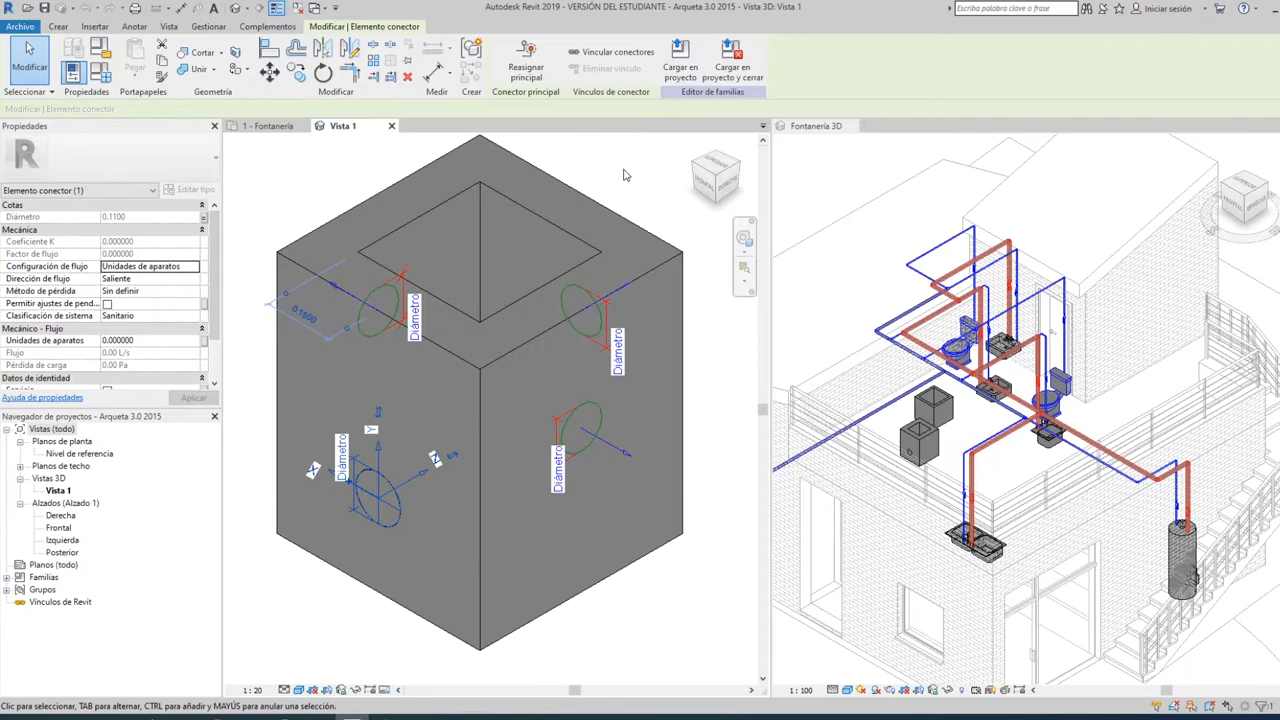 Autodesk Revit 2019 - VERSIÓN DEL ESTUDIANTE - Arqueta 3.0 2015 - Vista 3D: Vista 1
Escriba palabra clave o frase
Iniciar sesión
Archivo Crear Insertar Anotar Vista Gestionar Complementos Modificar | Elemento conector
Modificar
Pegar
Cortar
Unir
Reasignar principal
Vincular conectores
Eliminar vínculo
Cargar en proyecto
Cargar en proyecto y cerrar
Seleccionar Propiedades Portapapeles Geometría Modificar Medir Crear Conector principal Vínculos de conector Editor de familias
Modificar | Elemento conector
Propiedades
1 - Fontanería
Vista 1
Fontanería 3D
Elemento conector (1) Editar tipo
Cotas
Diámetro 0.1100
Mecánica
Coeficiente K 0.000000
Factor de flujo 0.000000
Configuración de flujo Unidades de aparatos
Dirección de flujo Saliente
Método de pérdida Sin definir
Permitir ajustes de pend...
Clasificación de sistema Sanitario
Mecánico - Flujo
Unidades de aparatos 0.000000
Flujo 0.00 L/s
Pérdida de carga 0.00 Pa
Datos de identidad
Ayuda de propiedades Aplicar
Navegador de proyectos - Arqueta 3.0 2015
Vistas (todo)
Planos de planta
Nivel de referencia
Planos de techo
Vistas 3D
Vista 1
Alzados (Alzado 1)
Derecha
Frontal
Izquierda
Posterior
Planos (todo)
Familias
Grupos
Vínculos de Revit
0.1500
Diámetro
Diámetro
Diámetro
Diámetro
X
Y
Z
1 : 20
1 : 100
Clic para seleccionar, TAB para alternar, CTRL para añadir y MAYÚS para anular una selección.
:1